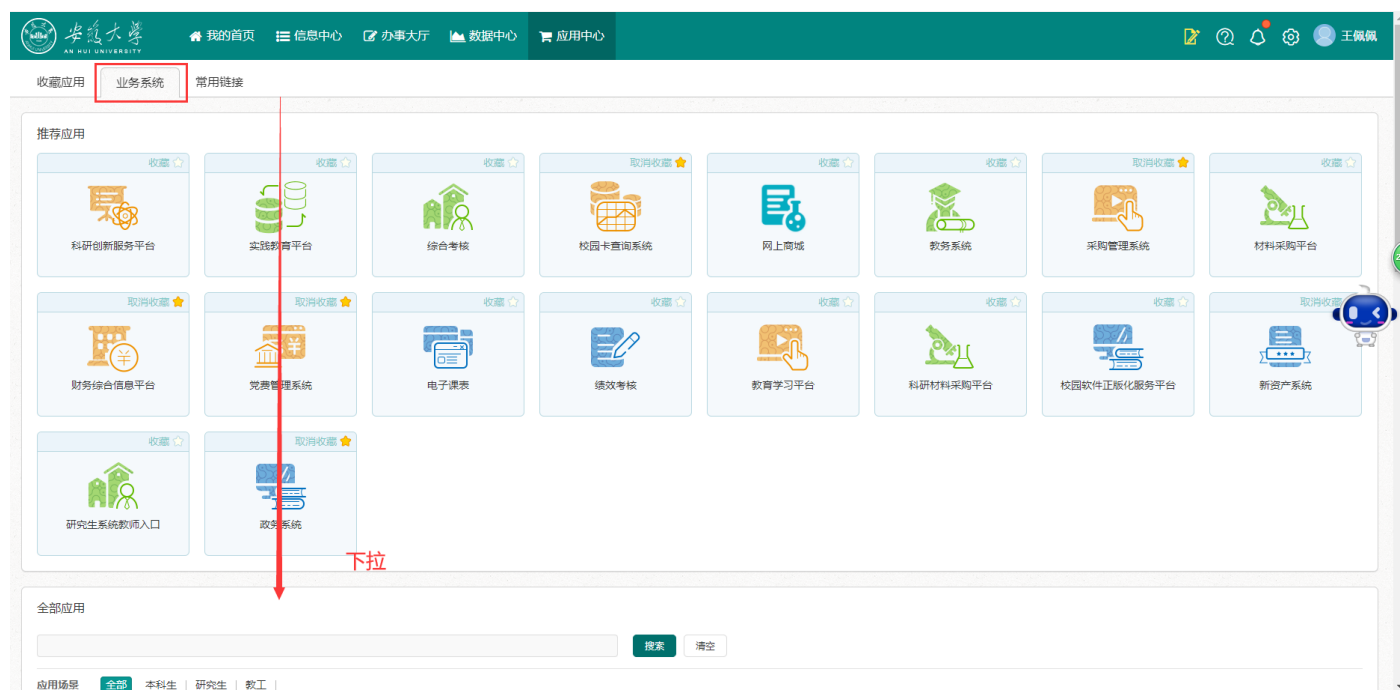 安徽大學 我的首页 信息中心 办事大厅 数据中心 应用中心 王佩佩
AN HUI UNIVERSITY
收藏应用 业务系统 常用链接
推荐应用
收藏 收藏 收藏 取消收藏 收藏 收藏 取消收藏 收藏
科研创新服务平台 实践教育平台 综合考核 校园卡查询系统 网上商城 教务系统 采购管理系统 材料采购平台
取消收藏 取消收藏 收藏 收藏 收藏 收藏 收藏 取消收藏
财务综合信息平台 党费管理系统 电子课表 绩效考核 教育学习平台 科研材料采购平台 校园软件正版化服务平台 新资产系统
收藏 取消收藏
研究生系统教师入口 政务系统
下拉
全部应用
搜索 清空
应用场景 全部 本科生 研究生 教工